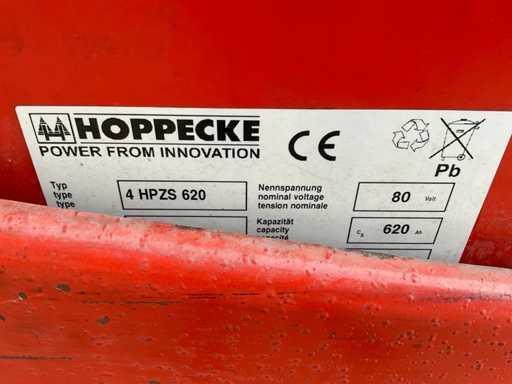 HOPPECKE
POWER FROM INNOVATION
CE
Pb
Typ
type
type
4 HPZS 620
Nennspannung
nominal voltage
tension nominale
80 Volt
Kapazität
capacity
capacité
C5 620 Ah